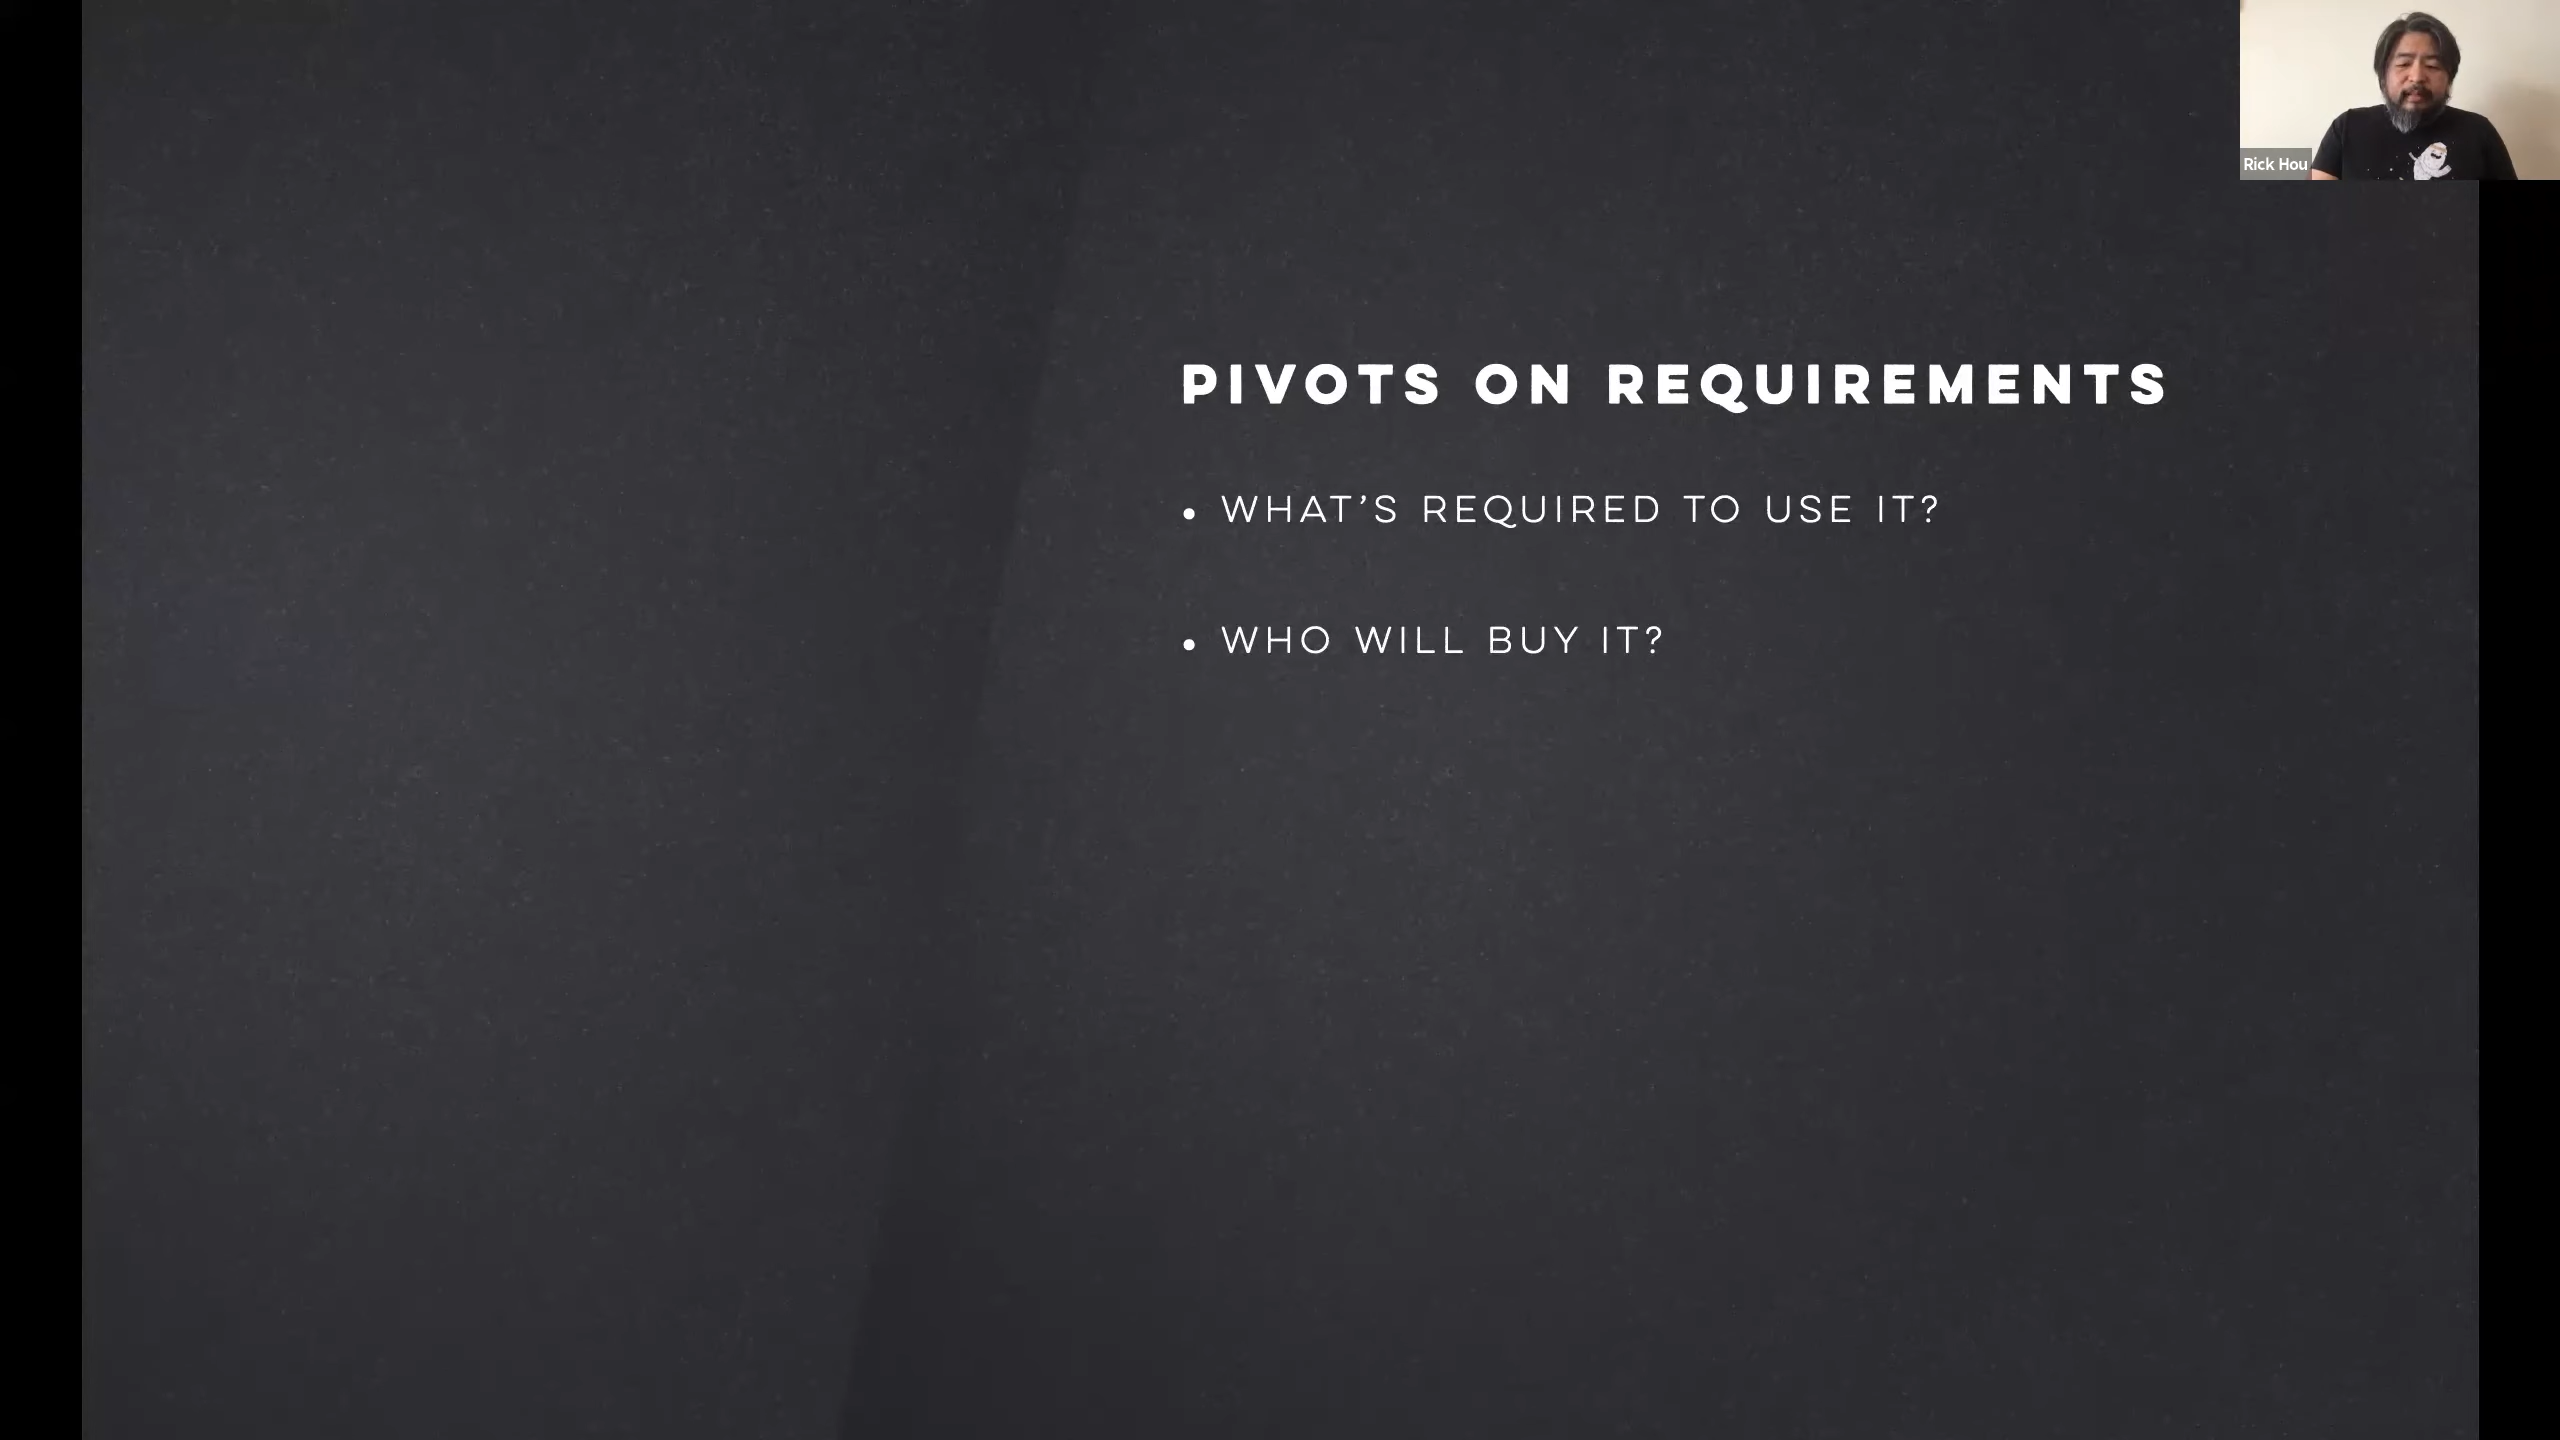 PIVOTS ON REQUIREMENTS
• WHAT’S REQUIRED TO USE IT?
• WHO WILL BUY IT?
Rick Hou